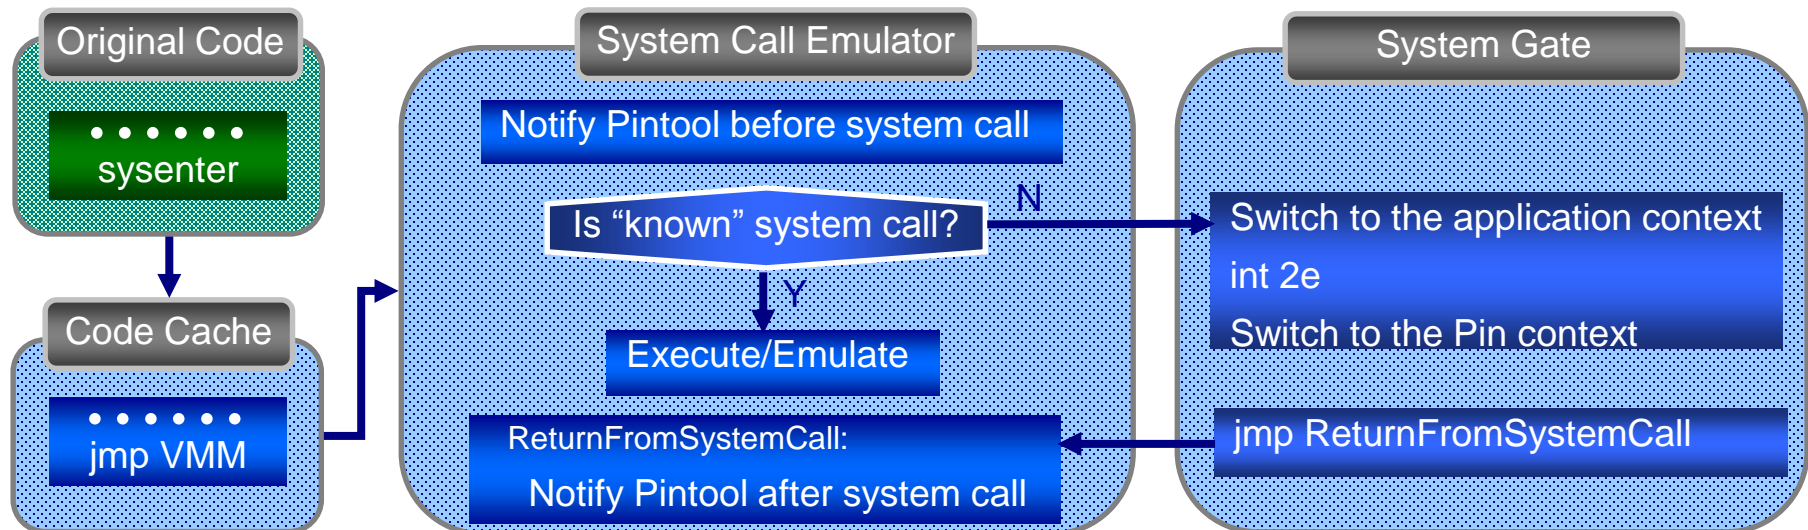 Original Code
• • • • • •
sysenter
Code Cache
• • • • • •
jmp VMM
System Call Emulator
Notify Pintool before system call
Is “known” system call?
N
Y
Execute/Emulate
ReturnFromSystemCall:
Notify Pintool after system call
System Gate
Switch to the application context
int 2e
Switch to the Pin context
jmp ReturnFromSystemCall